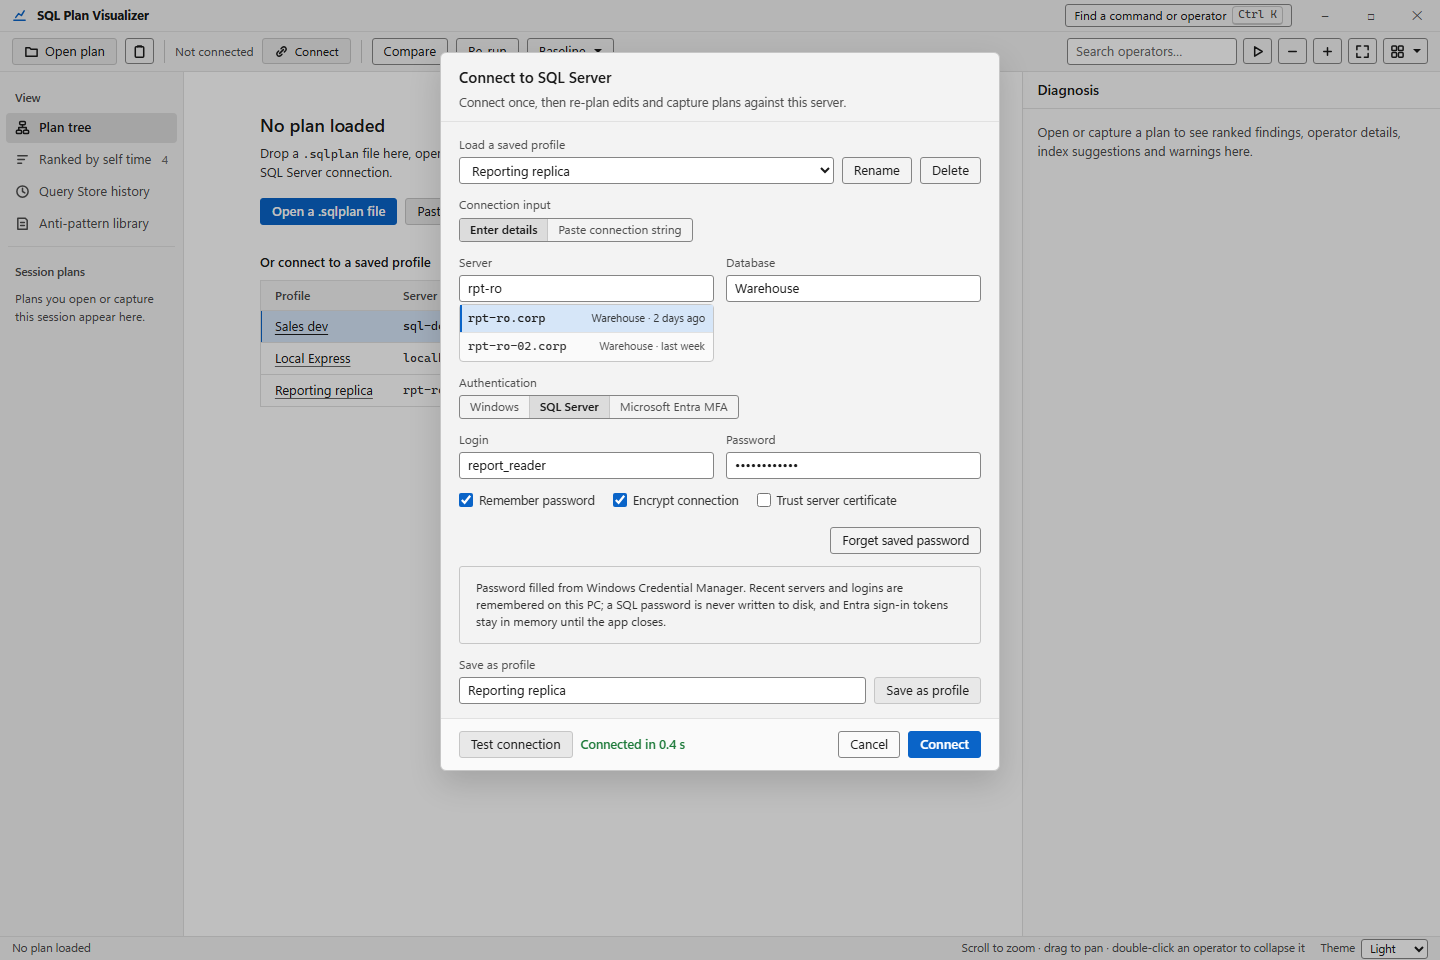 SQL Plan Visualizer
Find a command or operator Ctrl K
Open plan
Not connected
Connect
Compare
Re-run
Baseline
Search operators...
View
Plan tree
Ranked by self time 4
Query Store history
Anti-pattern library
Session plans
Plans you open or capture
this session appear here.
No plan loaded
Drop a .sqlplan file here,
SQL Server connection.
Open a .sqlplan file
Or connect to a saved profile
Profile Server
Sales dev
Local Express
Reporting replica
Connect to SQL Server
Connect once, then re-plan edits and capture plans against this server.
Load a saved profile
Reporting replica
Rename
Delete
Connection input
Enter details
Paste connection string
Server
Database
rpt-ro
Warehouse
rpt-ro.corp Warehouse · 2 days ago
rpt-ro-02.corp Warehouse · last week
Authentication
Windows
SQL Server
Microsoft Entra MFA
Login
Password
report_reader
••••••••••••
Remember password
Encrypt connection
Trust server certificate
Forget saved password
Password filled from Windows Credential Manager. Recent servers and logins are
remembered on this PC; a SQL password is never written to disk, and Entra sign-in tokens
stay in memory until the app closes.
Save as profile
Reporting replica
Save as profile
Test connection
Connected in 0.4 s
Cancel
Connect
Diagnosis
Open or capture a plan to see ranked findings, operator details,
index suggestions and warnings here.
No plan loaded
Scroll to zoom · drag to pan · double-click an operator to collapse it
Theme
Light